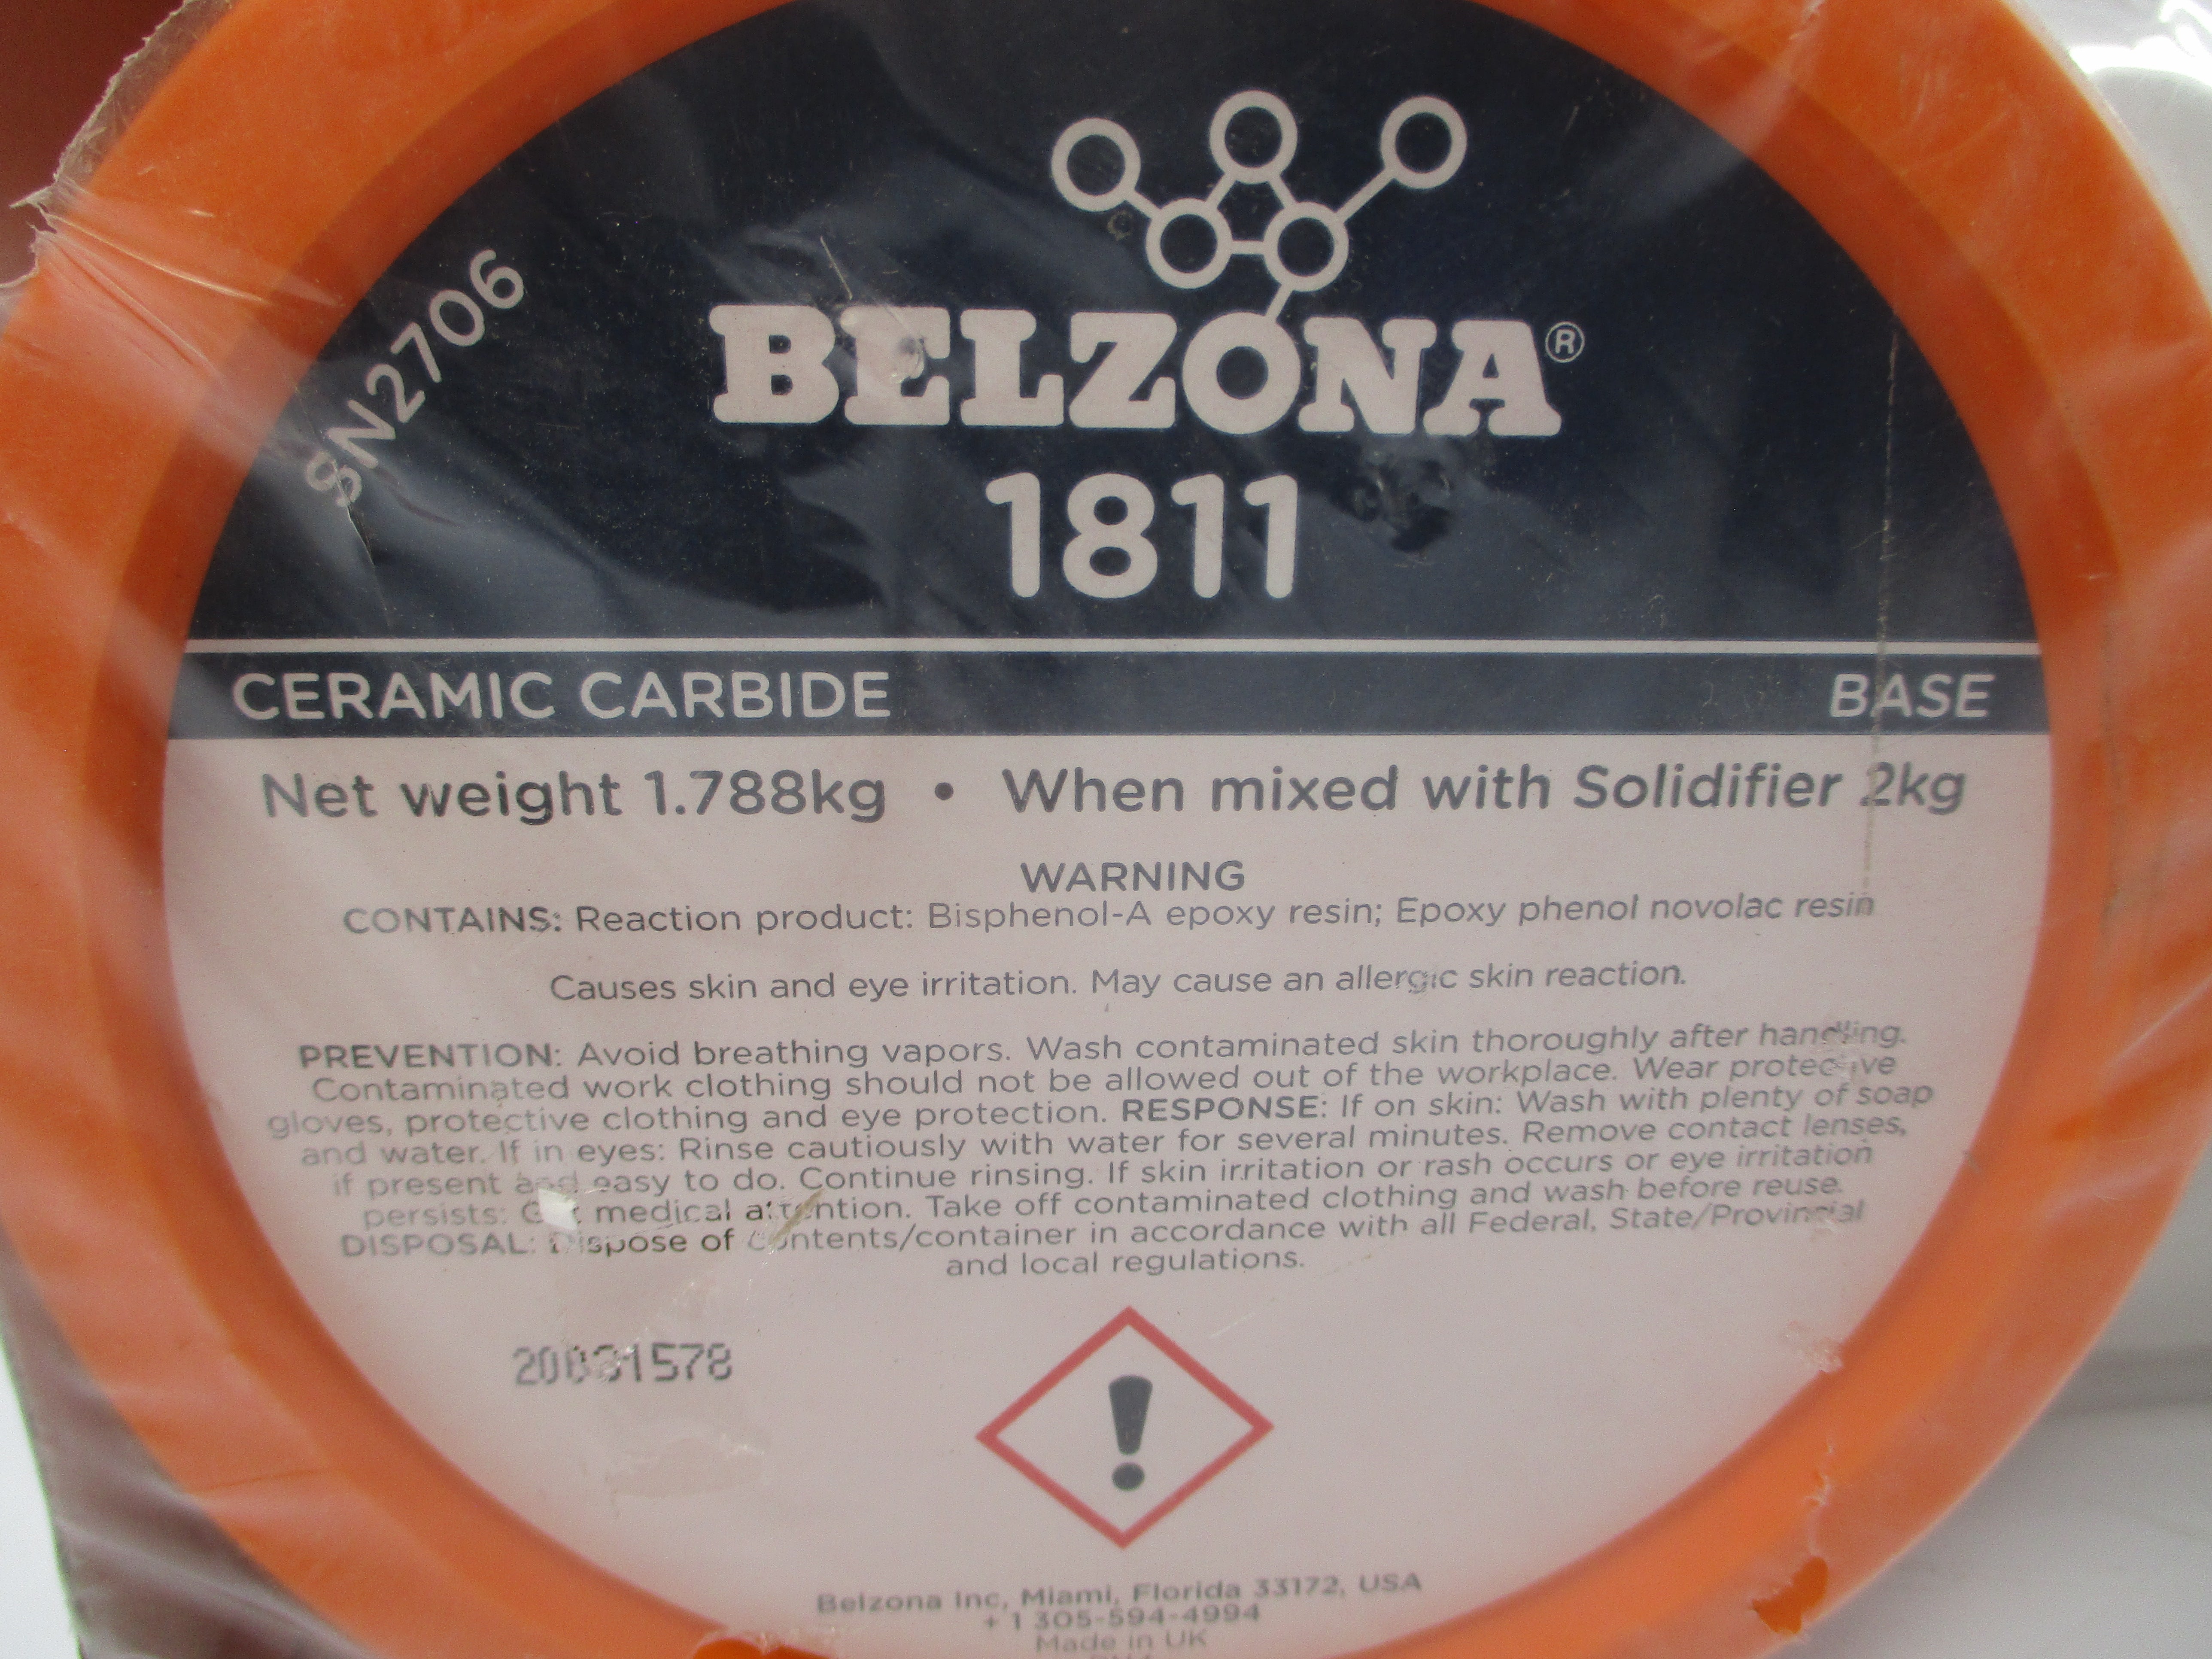 SN2706
BELZONA®
1811
CERAMIC CARBIDE BASE
Net weight 1.788kg • When mixed with Solidifier 2kg
WARNING
CONTAINS: Reaction product: Bisphenol-A epoxy resin; Epoxy phenol novolac resin
Causes skin and eye irritation. May cause an allergic skin reaction.
PREVENTION: Avoid breathing vapors. Wash contaminated skin thoroughly after handling.
Contaminated work clothing should not be allowed out of the workplace. Wear protective
gloves, protective clothing and eye protection. RESPONSE: If on skin: Wash with plenty of soap
and water. If in eyes: Rinse cautiously with water for several minutes. Remove contact lenses,
if present and easy to do. Continue rinsing. If skin irritation or rash occurs or eye irritation
persists: Get medical attention. Take off contaminated clothing and wash before reuse.
DISPOSAL: Dispose of contents/container in accordance with all Federal, State/Provincial
and local regulations.
Belzona Inc, Miami, Florida 33172, USA
+ 1 305-594-4994
Made in UK